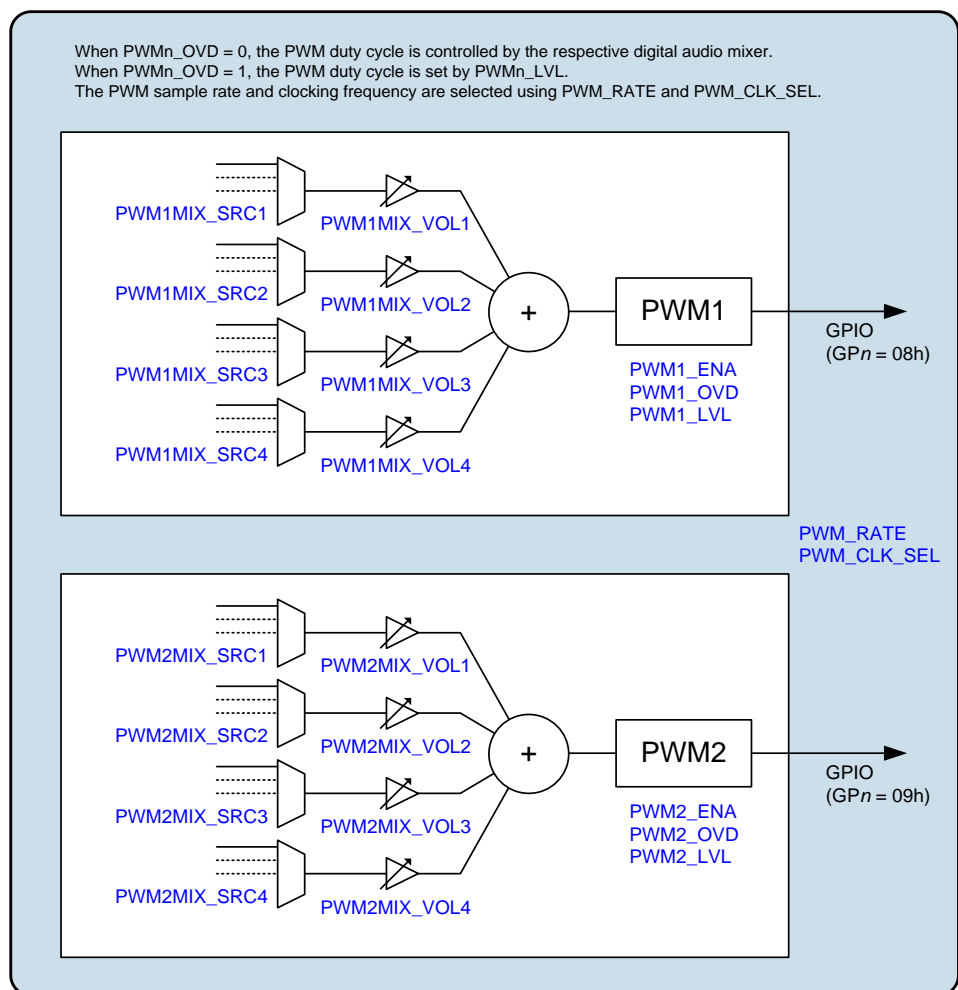 When PWMn_OVD = 0, the PWM duty cycle is controlled by the respective digital audio mixer.
When PWMn_OVD = 1, the PWM duty cycle is set by PWMn_LVL.
The PWM sample rate and clocking frequency are selected using PWM_RATE and PWM_CLK_SEL.
PWM1MIX_SRC1
PWM1MIX_VOL1
PWM1MIX_SRC2
PWM1MIX_VOL2
PWM1MIX_SRC3
PWM1MIX_VOL3
PWM1MIX_SRC4
PWM1MIX_VOL4
+
PWM1
PWM1_ENA
PWM1_OVD
PWM1_LVL
GPIO
(GPn = 08h)
PWM_RATE
PWM_CLK_SEL
PWM2MIX_SRC1
PWM2MIX_VOL1
PWM2MIX_SRC2
PWM2MIX_VOL2
PWM2MIX_SRC3
PWM2MIX_VOL3
PWM2MIX_SRC4
PWM2MIX_VOL4
+
PWM2
PWM2_ENA
PWM2_OVD
PWM2_LVL
GPIO
(GPn = 09h)